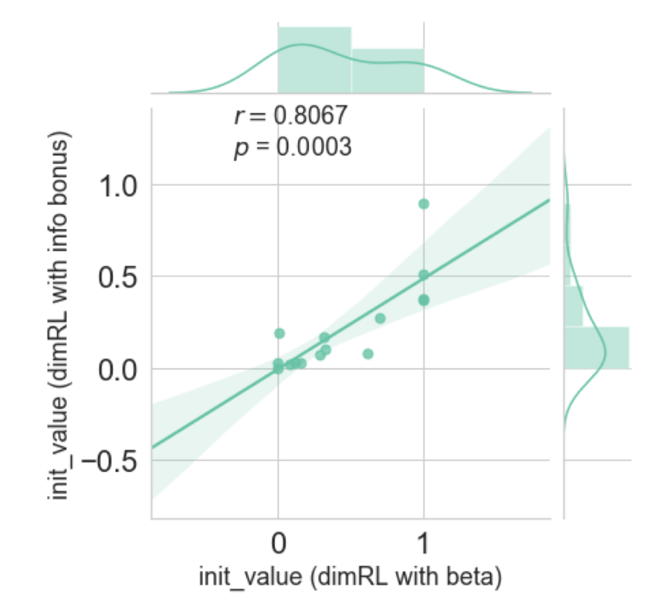 r = 0.8067
p = 0.0003
init_value (dimRL with info bonus)
1.0
0.5
0.0
−0.5
0
1
init_value (dimRL with beta)